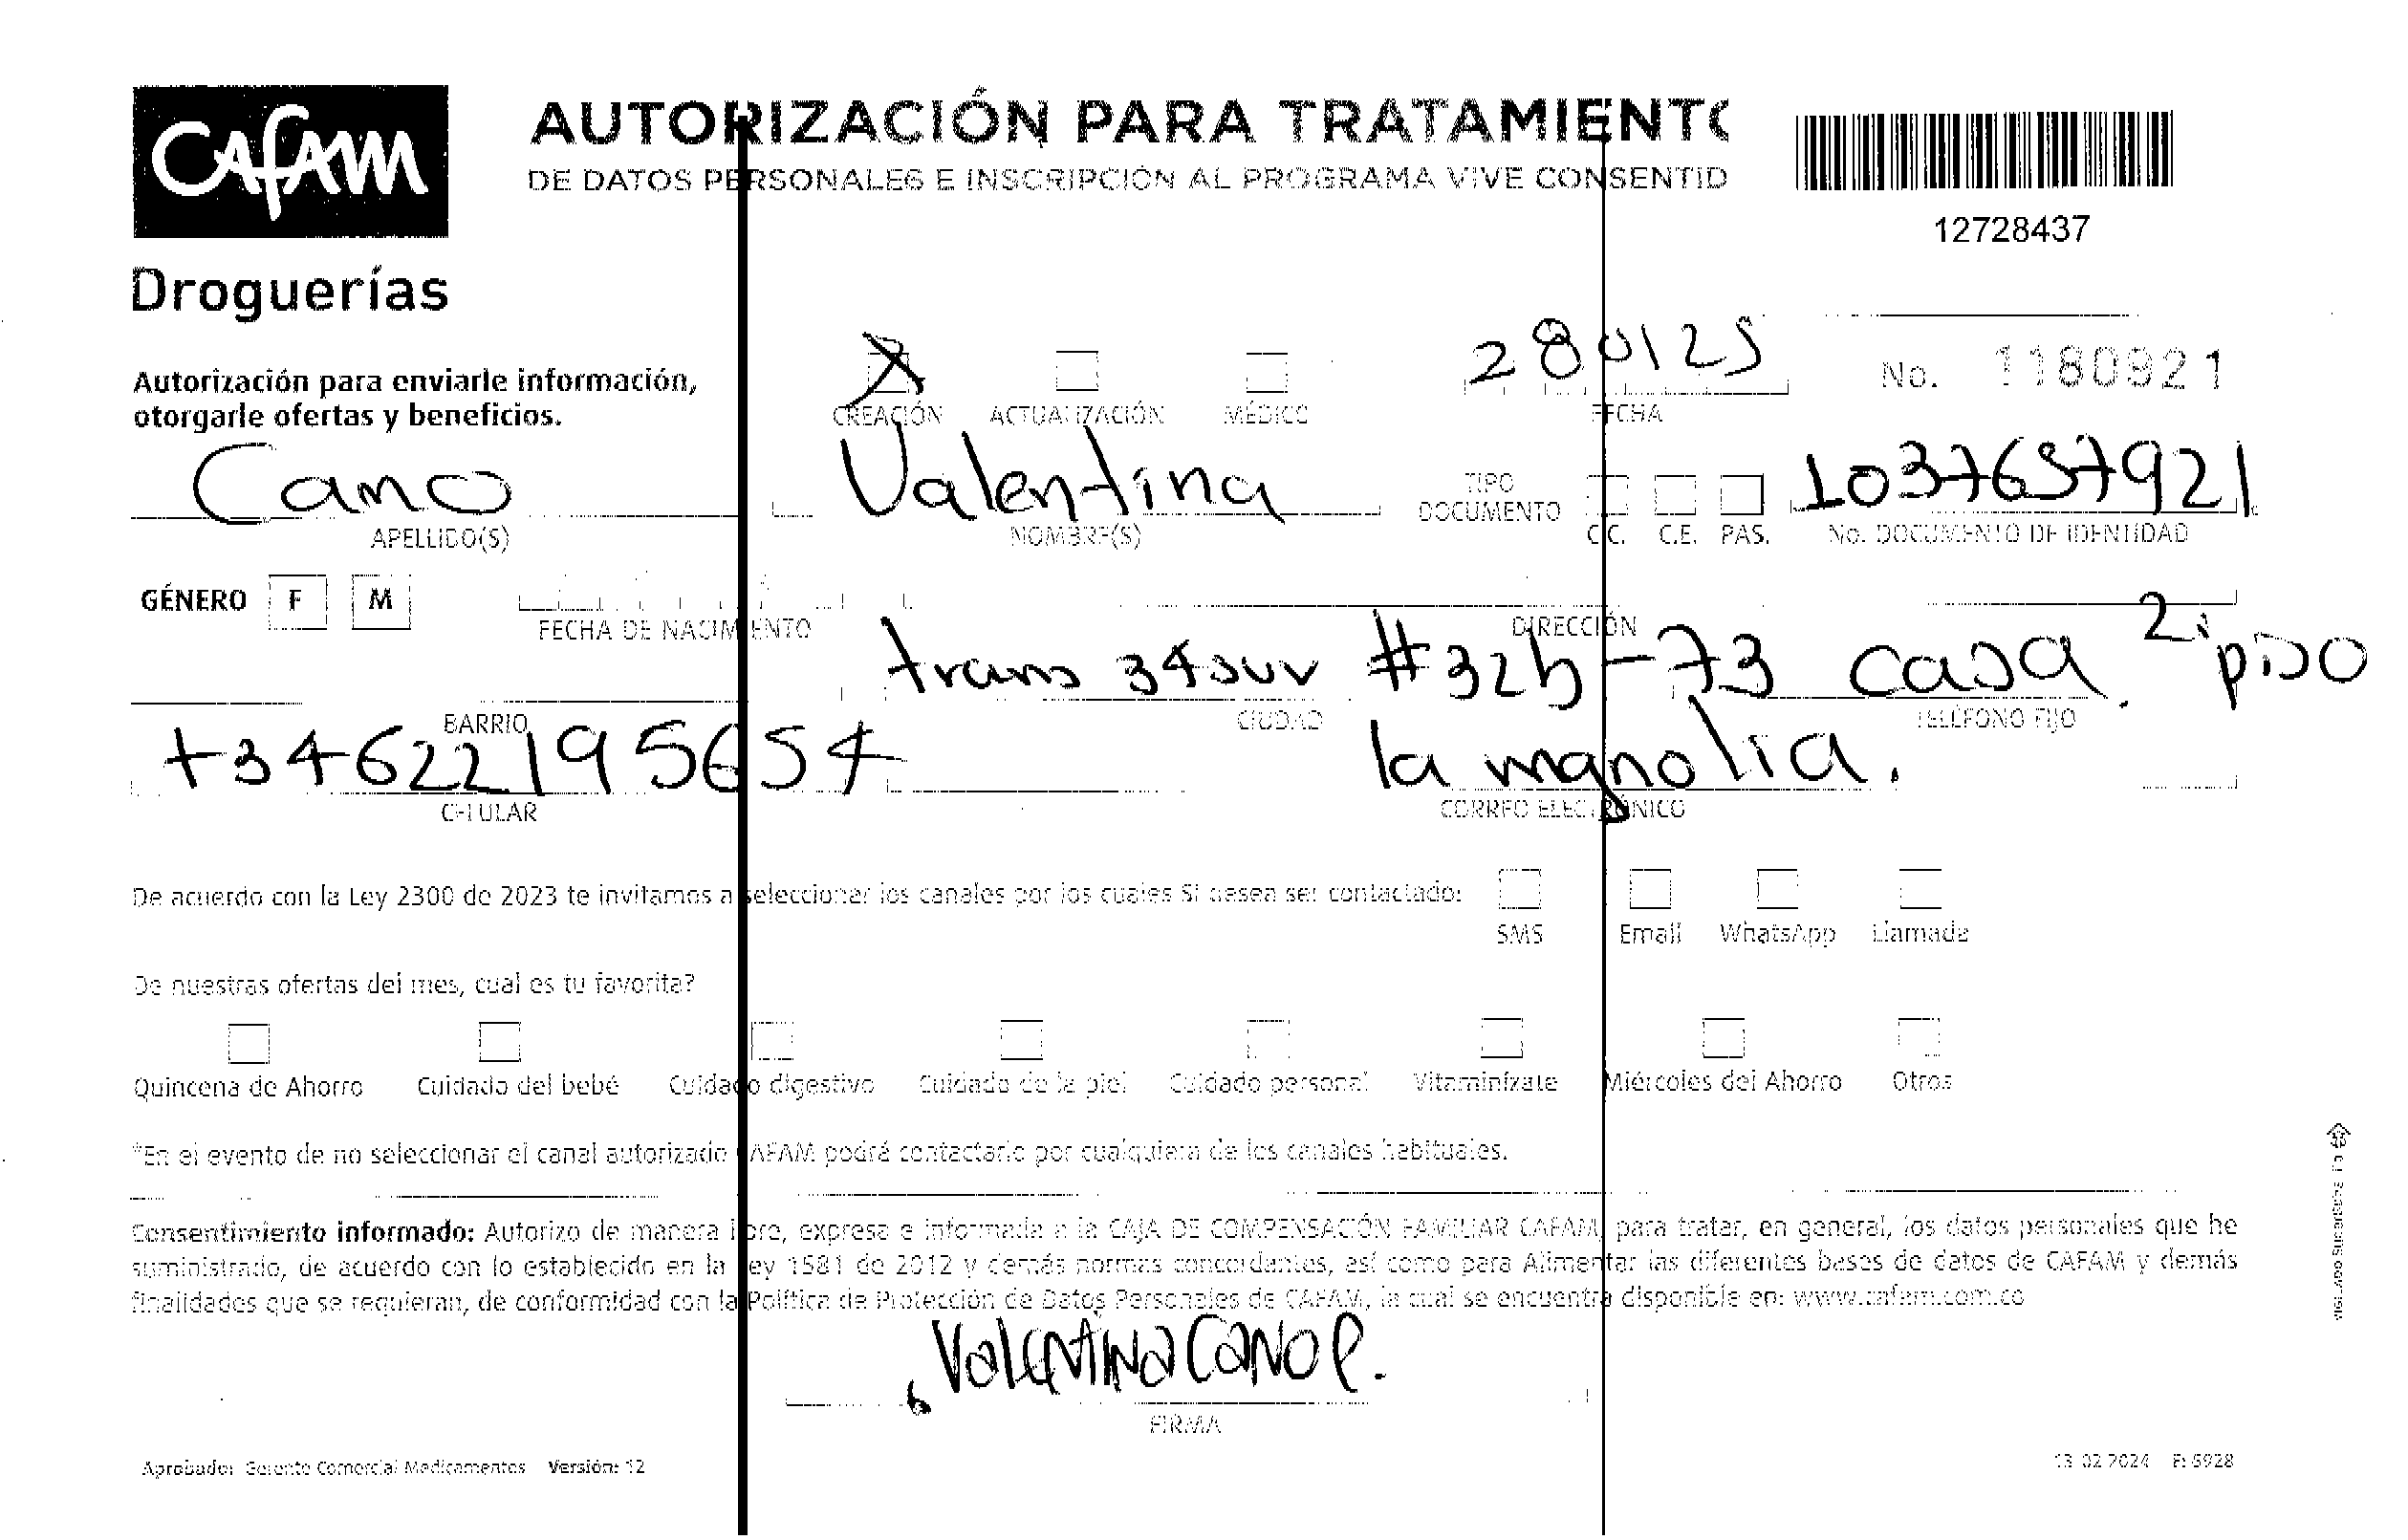 CAFAM
Droguerías
AUTORIZACIÓN PARA TRATAMIENTO
DE DATOS PERSONALES E INSCRIPCIÓN AL PROGRAMA VIVE CONSENTID
12728437
Autorización para enviarle información,
otorgarle ofertas y beneficios.
X
CREACIÓN ACTUALIZACIÓN MÉDICO
280125
FECHA
No. 1180921
Cano Valentina
APELLIDO(S) NOMBRE(S)
TIPO DOCUMENTO C.C. C.E. PAS.
1037657921
No. DOCUMENTO DE IDENTIDAD
GÉNERO F M
FECHA DE NACIMIENTO DIRECCIÓN
trans 34suv #32b-73 casa 2. piso
BARRIO CIUDAD TELÉFONO FIJO
+34622195654 la magnolia.
CELULAR CORREO ELECTRÓNICO
De acuerdo con la Ley 2300 de 2023 te invitamos a seleccionar los canales por los cuales SI desea ser contactado:
SMS Email WhatsApp Llamada
De nuestras ofertas del mes, cual es tu favorita?
Quincena de Ahorro Cuidado del bebé Cuidado digestivo Cuidado de la piel Cuidado personal Vitaminízate Miércoles del Ahorro Otros
*En el evento de no seleccionar el canal autorizado CAFAM podrá contactarlo por cualquiera de los canales habituales.
Consentimiento informado: Autorizo de manera libre, expresa e informada a la CAJA DE COMPENSACIÓN FAMILIAR CAFAM, para tratar, en general, los datos personales que he
suministrado, de acuerdo con lo establecido en la Ley 1581 de 2012 y demás normas concordantes, así como para Alimentar las diferentes bases de datos de CAFAM y demás
finalidades que se requieran, de conformidad con la Política de Protección de Datos Personales de CAFAM, la cual se encuentra disponible en: www.cafam.com.co
Valentina Cano P.
FIRMA
Aprobado: Gerente Comercial Medicamentos Versión: 12
13-02-2024 F: 6928